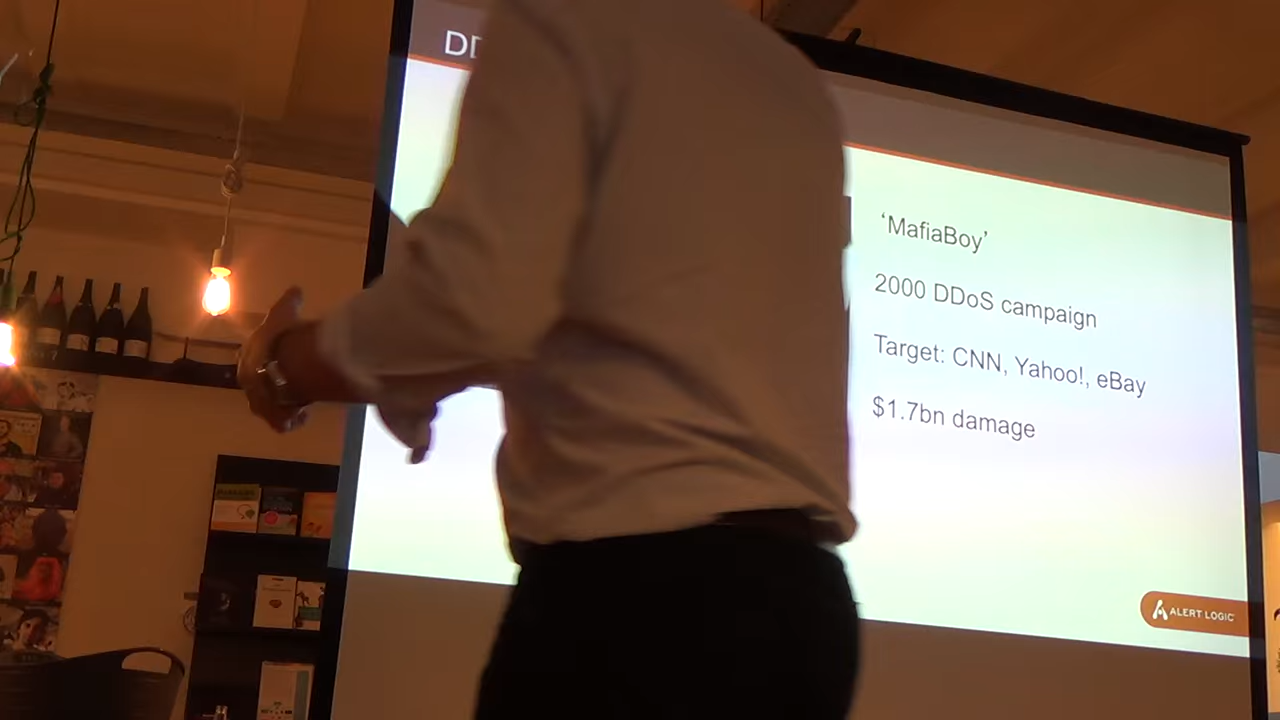 ‘MafiaBoy’
2000 DDoS campaign
Target: CNN, Yahoo!, eBay
$1.7bn damage
ALERT LOGIC